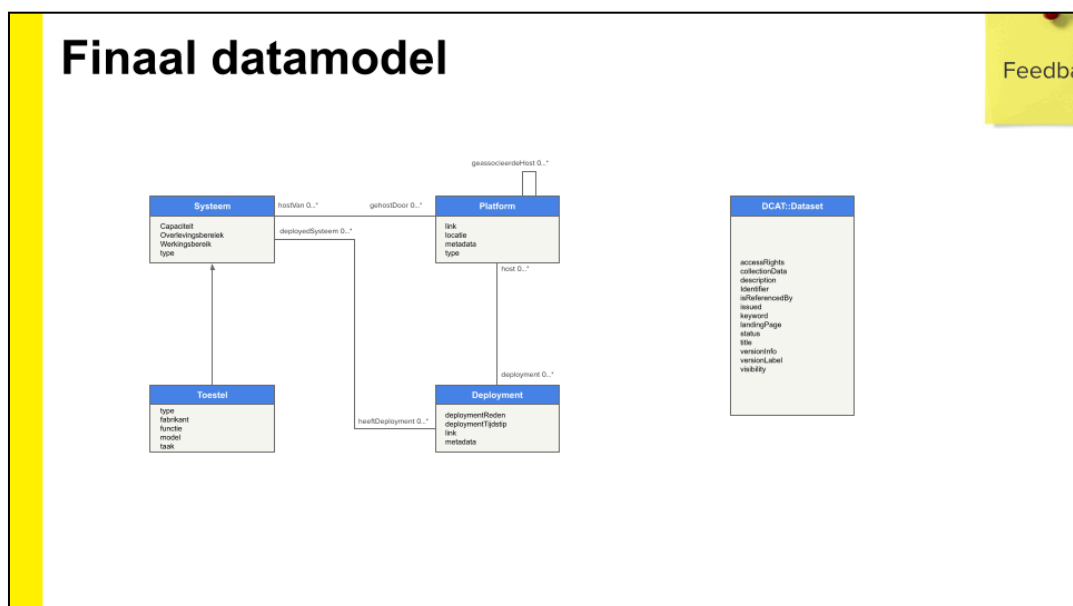 Finaal datamodel
Feedba
geassocieerdeHost 0...*
Systeem
hostVan 0...*
gehostDoor 0...*
Platform
DCAT::Dataset
Capaciteit
Overlevingsbereiek
Werkingsbereik
type
deployedSysteem 0...*
link
locatie
metadata
type
host 0...*
accessRights
collectionData
description
Identifier
isReferencedBy
issued
keyword
landingPage
status
title
versionInfo
versionLabel
visibility
deployment 0...*
Toestel
type
fabrikant
functie
model
taak
heeftDeployment 0...*
Deployment
deploymentReden
deploymentTijdstip
link
metadata